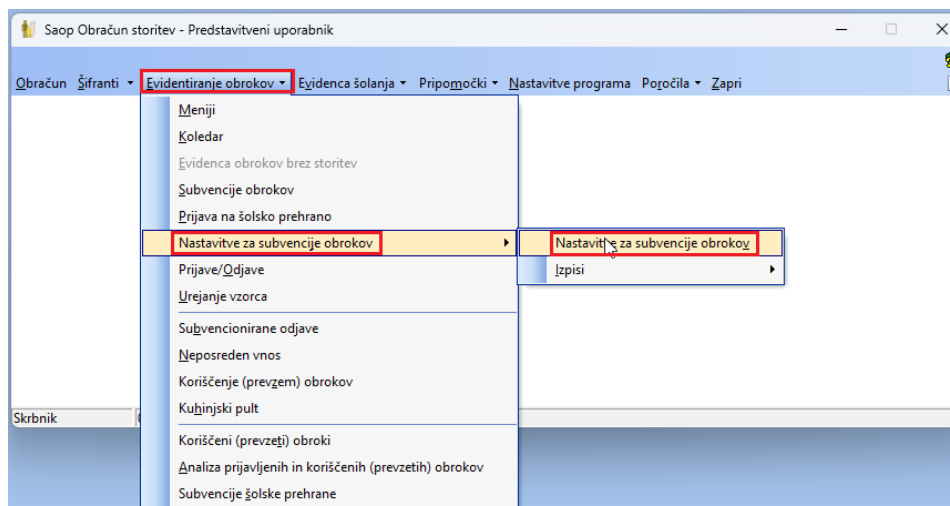 Saop Obračun storitev - Predstavitveni uporabnik
Obračun Šifranti Evidentiranje obrokov Evidenca šolanja Pripomočki Nastavitve programa Poročila Zapri
Meniji
Koledar
Evidenca obrokov brez storitev
Subvencije obrokov
Prijava na šolsko prehrano
Nastavitve za subvencije obrokov
Nastavitve za subvencije obrokov
Prijave/Odjave
Izpisi
Urejanje vzorca
Subvencionirane odjave
Neposreden vnos
Koriščenje (prevzem) obrokov
Kuhinjski pult
Skrbnik
Koriščeni (prevzeti) obroki
Analiza prijavljenih in koriščenih (prevzetih) obrokov
Subvencije šolske prehrane